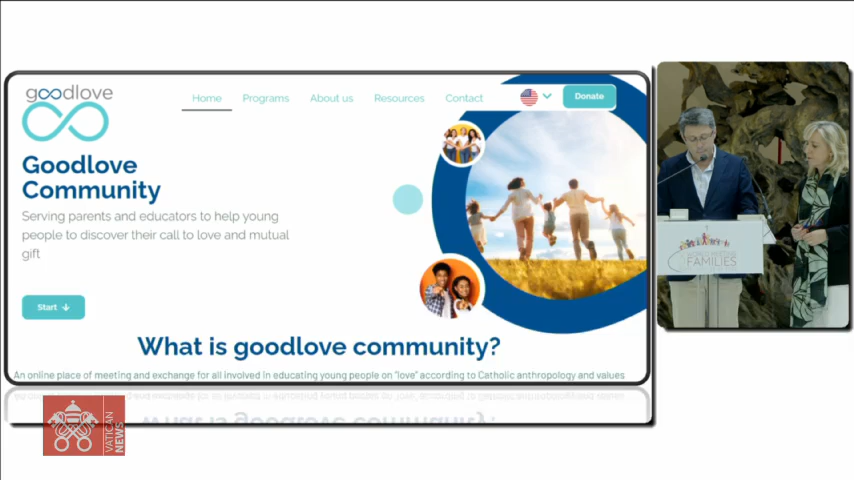 goodlove
Home Programs About us Resources Contact Donate
Goodlove
Community
Serving parents and educators to help young
people to discover their call to love and mutual
gift
Start
What is goodlove community?
An online place of meeting and exchange for all involved in educating young people on "love" according to Catholic anthropology and values
FAMILIES
VATICAN
NEWS